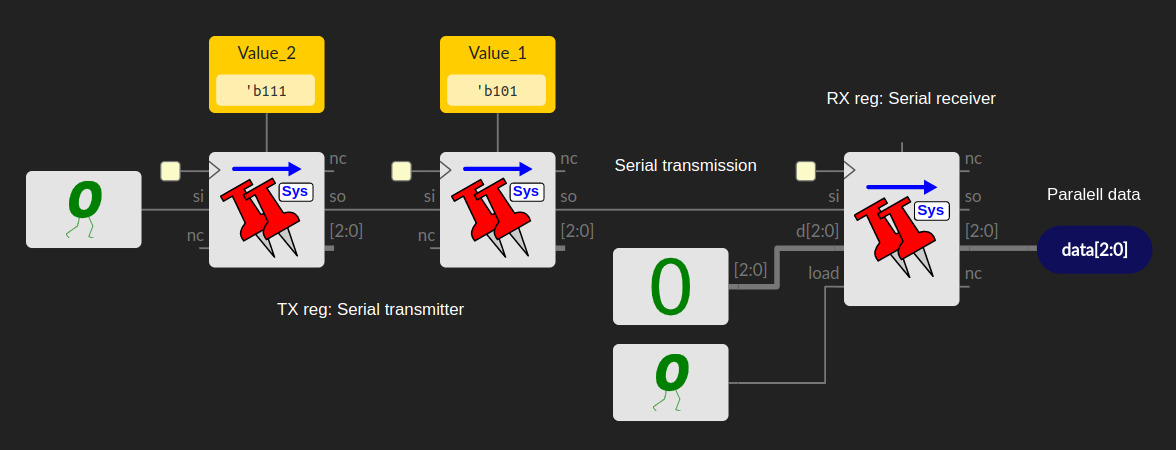 Value_2
'b111
Value_1
'b101
RX reg: Serial receiver
nc
nc
Serial transmission
nc
Sys
Sys
Paralell data
0
si
so
si
so
si
so
Sys
nc
[2:0]
nc
[2:0]
d[2:0]
[2:0]
data[2:0]
0
[2:0]
load
nc
TX reg: Serial transmitter
0